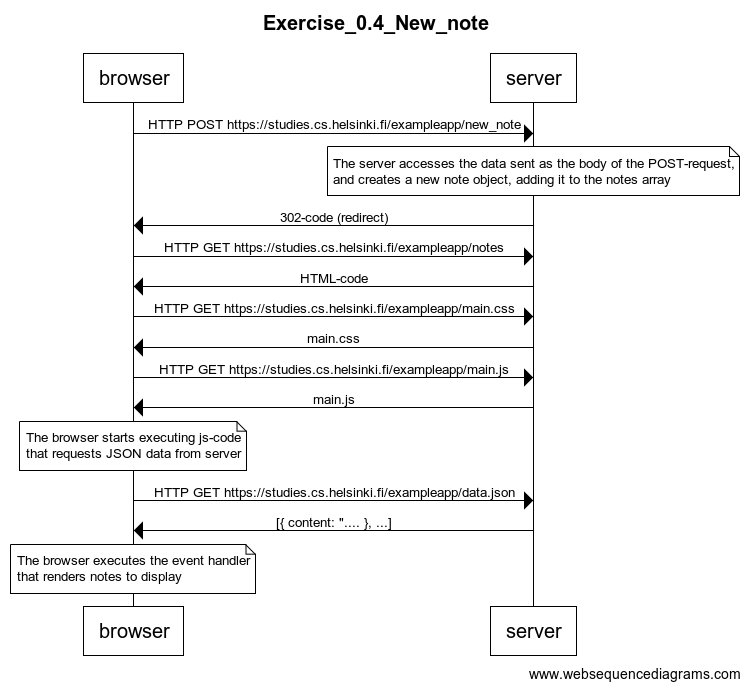 Exercise_0.4_New_note
browser
server
HTTP POST https://studies.cs.helsinki.fi/exampleapp/new_note
The server accesses the data sent as the body of the POST-request,
and creates a new note object, adding it to the notes array
302-code (redirect)
HTTP GET https://studies.cs.helsinki.fi/exampleapp/notes
HTML-code
HTTP GET https://studies.cs.helsinki.fi/exampleapp/main.css
main.css
HTTP GET https://studies.cs.helsinki.fi/exampleapp/main.js
main.js
The browser starts executing js-code
that requests JSON data from server
HTTP GET https://studies.cs.helsinki.fi/exampleapp/data.json
[{ content: ".... }, ...]
The browser executes the event handler
that renders notes to display
browser
server
www.websequencediagrams.com